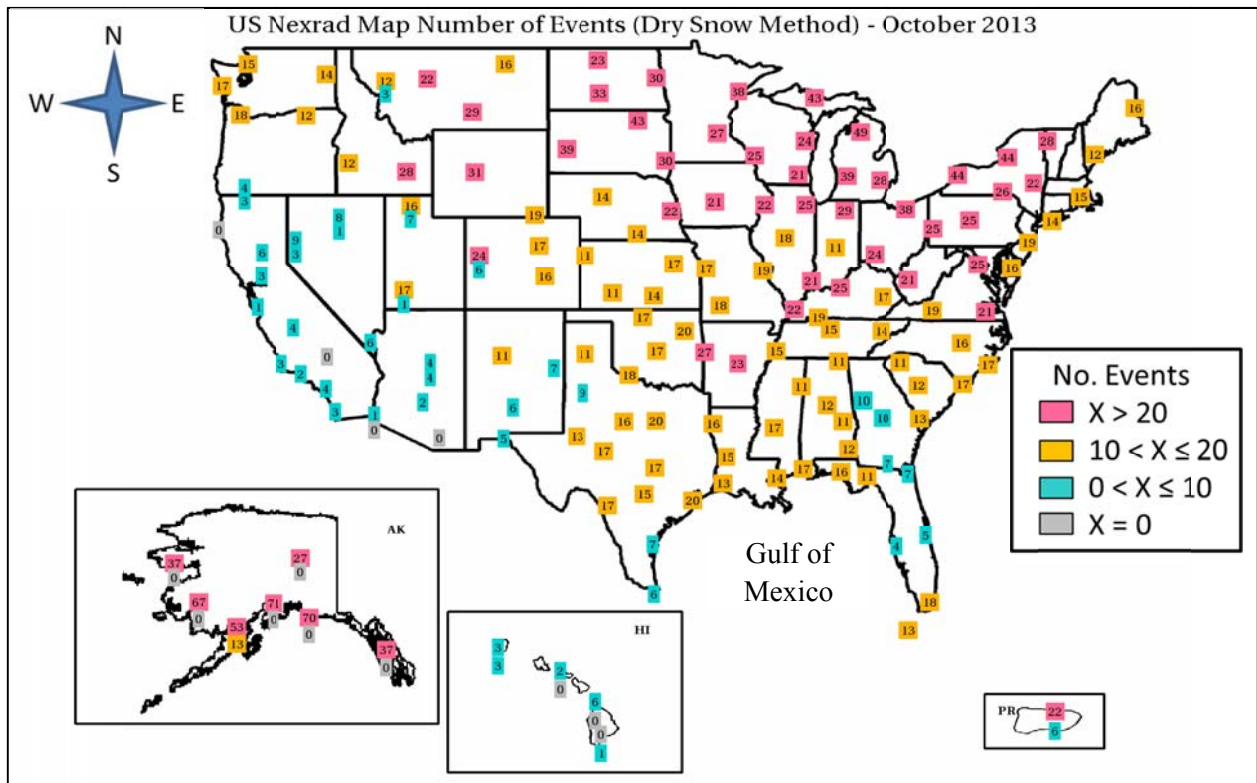 US Nexrad Map Number of Events (Dry Snow Method) - October 2013
N
W E
S
15 14 12 3 22 16 23 30
17 29 33 38 43
18 12 43 27 24 49 16
12 28 31 39 30 25 21 39 28 44 44 28 12
4 3 16 7 19 14 22 21 22 25 29 38 26 22 15
0 8 1 9 3 24 6 17 14 18 11 25 25 19 14
6 3 16 11 17 17 19 24 25 16
1 17 1 11 14 18 21 25 21 17
4 6 17 20 22 19 15 14 19 21
3 0 4 4 11 7 11 17 27 23 15 11 11 16 17
2 4 2 6 9 18 11 12 10 12 17
3 1 0 0 5 13 16 20 16 17 11 10 13
17 15 12 7 7
17 15 20 13 14 17 16 11
7 4 5
6 18
13
No. Events
X > 20
10 < X ≤ 20
0 < X ≤ 10
X = 0
Gulf of
Mexico
AK
37 27
0 0
67 71 70
0 53 0 0
13 37
0
HI
3
3 2
0
6
0
0
1
PR 22
6